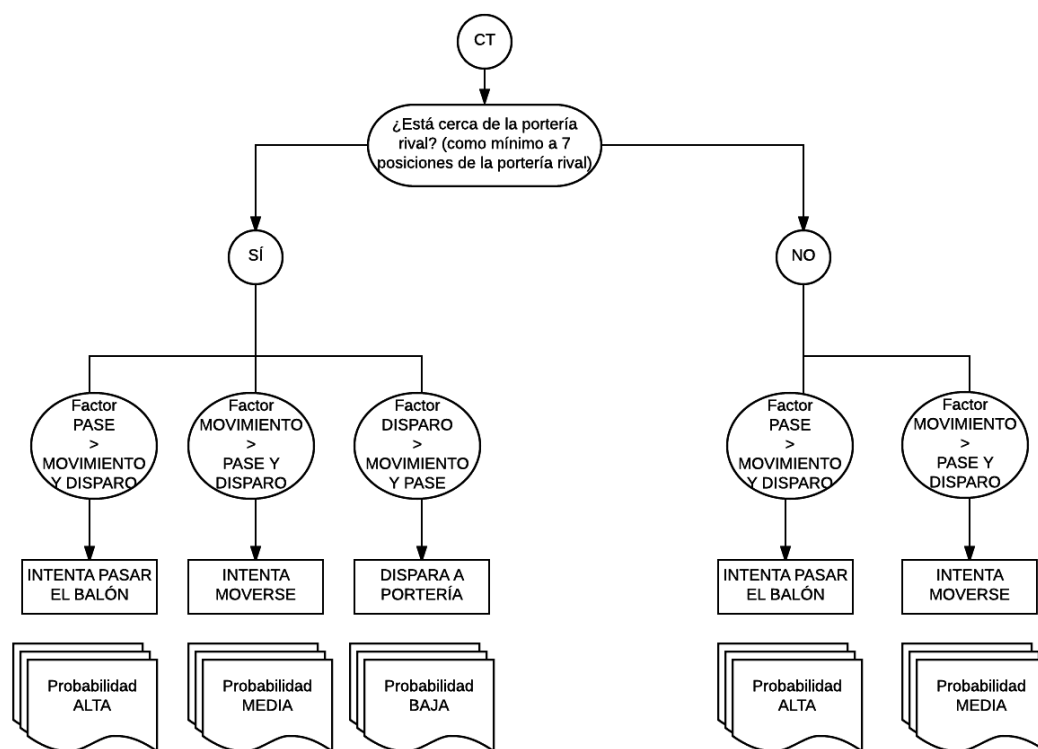 CT
¿Está cerca de la portería
rival? (como mínimo a 7
posiciones de la portería rival)
SÍ
NO
Factor
PASE
>
MOVIMIENTO
Y DISPARO
Factor
MOVIMIENTO
>
PASE Y
DISPARO
Factor
DISPARO
>
MOVIMIENTO
Y PASE
Factor
PASE
>
MOVIMIENTO
Y DISPARO
Factor
MOVIMIENTO
>
PASE Y
DISPARO
INTENTA PASAR
EL BALÓN
INTENTA
MOVERSE
DISPARA A
PORTERÍA
INTENTA PASAR
EL BALÓN
INTENTA
MOVERSE
Probabilidad
ALTA
Probabilidad
MEDIA
Probabilidad
BAJA
Probabilidad
ALTA
Probabilidad
MEDIA